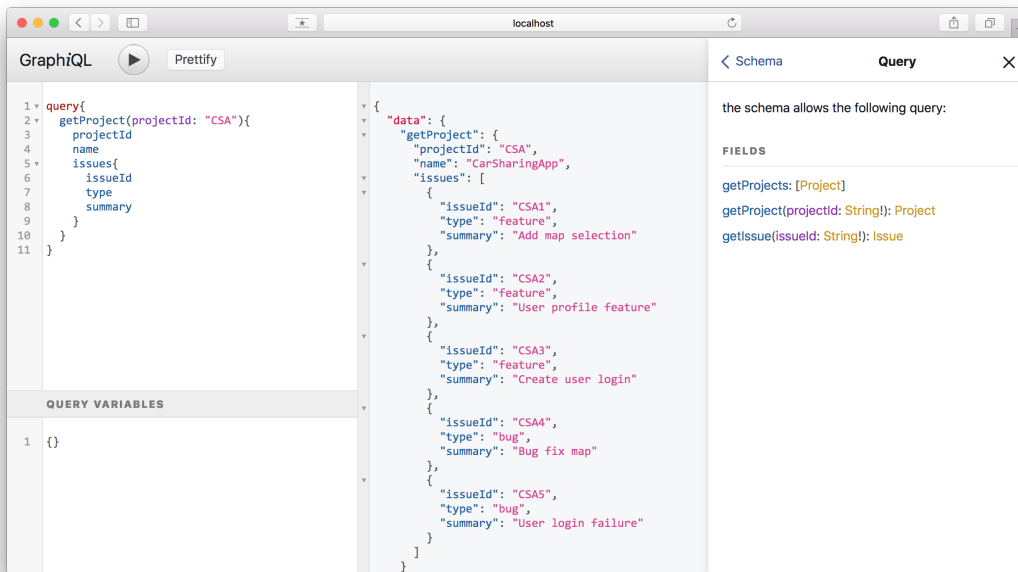 localhost
GraphiQL
Prettify
1 query{
2 getProject(projectId: "CSA"){
3 projectId
4 name
5 issues{
6 issueId
7 type
8 summary
9 }
10 }
11 }
QUERY VARIABLES
1 {}
{
"data": {
"getProject": {
"projectId": "CSA",
"name": "CarSharingApp",
"issues": [
{
"issueId": "CSA1",
"type": "feature",
"summary": "Add map selection"
},
{
"issueId": "CSA2",
"type": "feature",
"summary": "User profile feature"
},
{
"issueId": "CSA3",
"type": "feature",
"summary": "Create user login"
},
{
"issueId": "CSA4",
"type": "bug",
"summary": "Bug fix map"
},
{
"issueId": "CSA5",
"type": "bug",
"summary": "User login failure"
}
]
}
Schema
Query
the schema allows the following query:
FIELDS
getProjects: [Project]
getProject(projectId: String!): Project
getIssue(issueId: String!): Issue